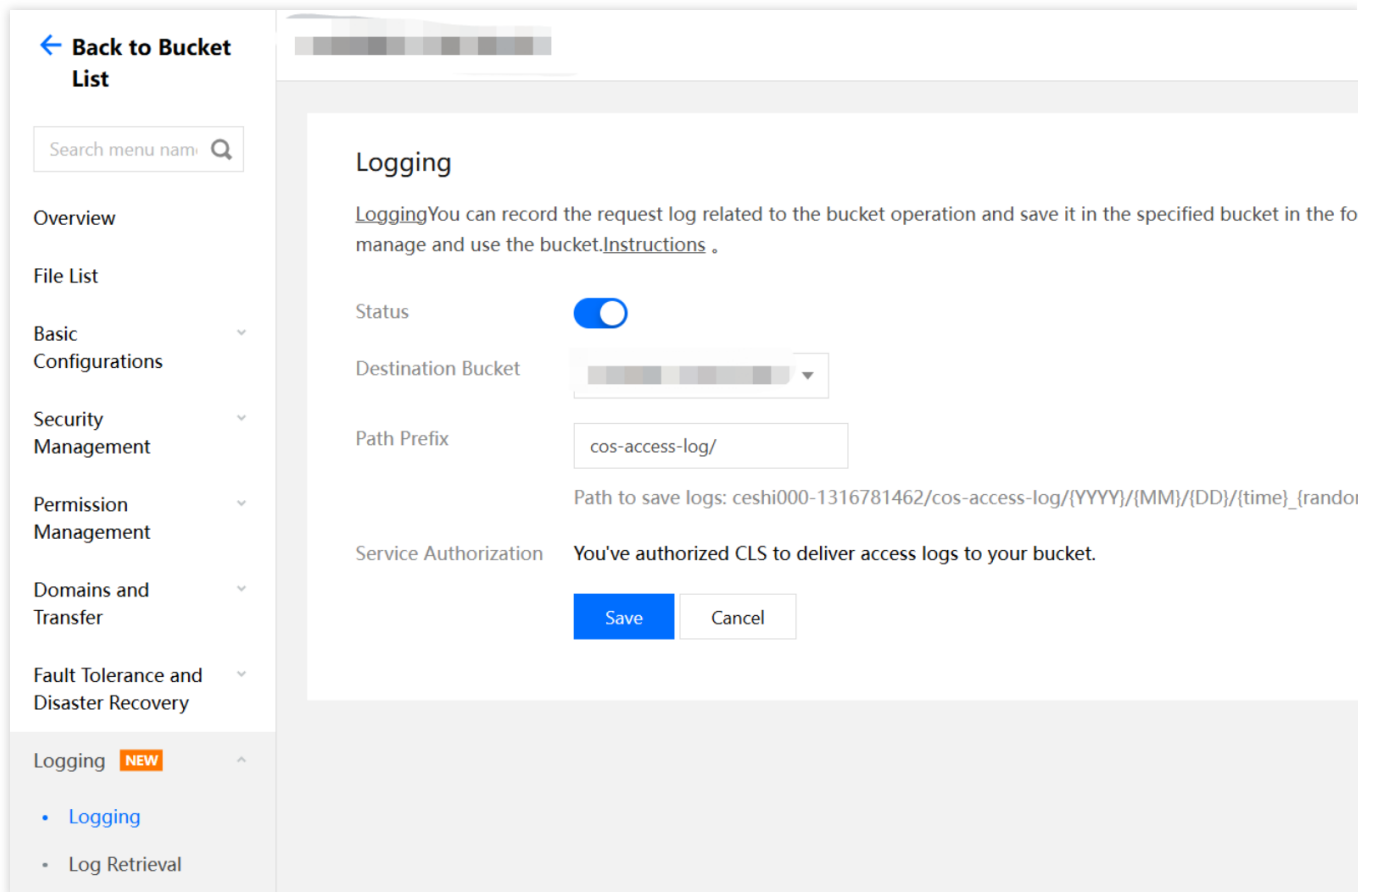 Back to Bucket
List
Search menu nam
Overview
File List
Basic
Configurations
Security
Management
Permission
Management
Domains and
Transfer
Fault Tolerance and
Disaster Recovery
Logging NEW
• Logging
• Log Retrieval
Logging
LoggingYou can record the request log related to the bucket operation and save it in the specified bucket in the fo
manage and use the bucket.Instructions 。
Status
Destination Bucket
Path Prefix
cos-access-log/
Path to save logs: ceshi000-1316781462/cos-access-log/{YYYY}/{MM}/{DD}/{time}_{rando
Service Authorization
You've authorized CLS to deliver access logs to your bucket.
Save
Cancel